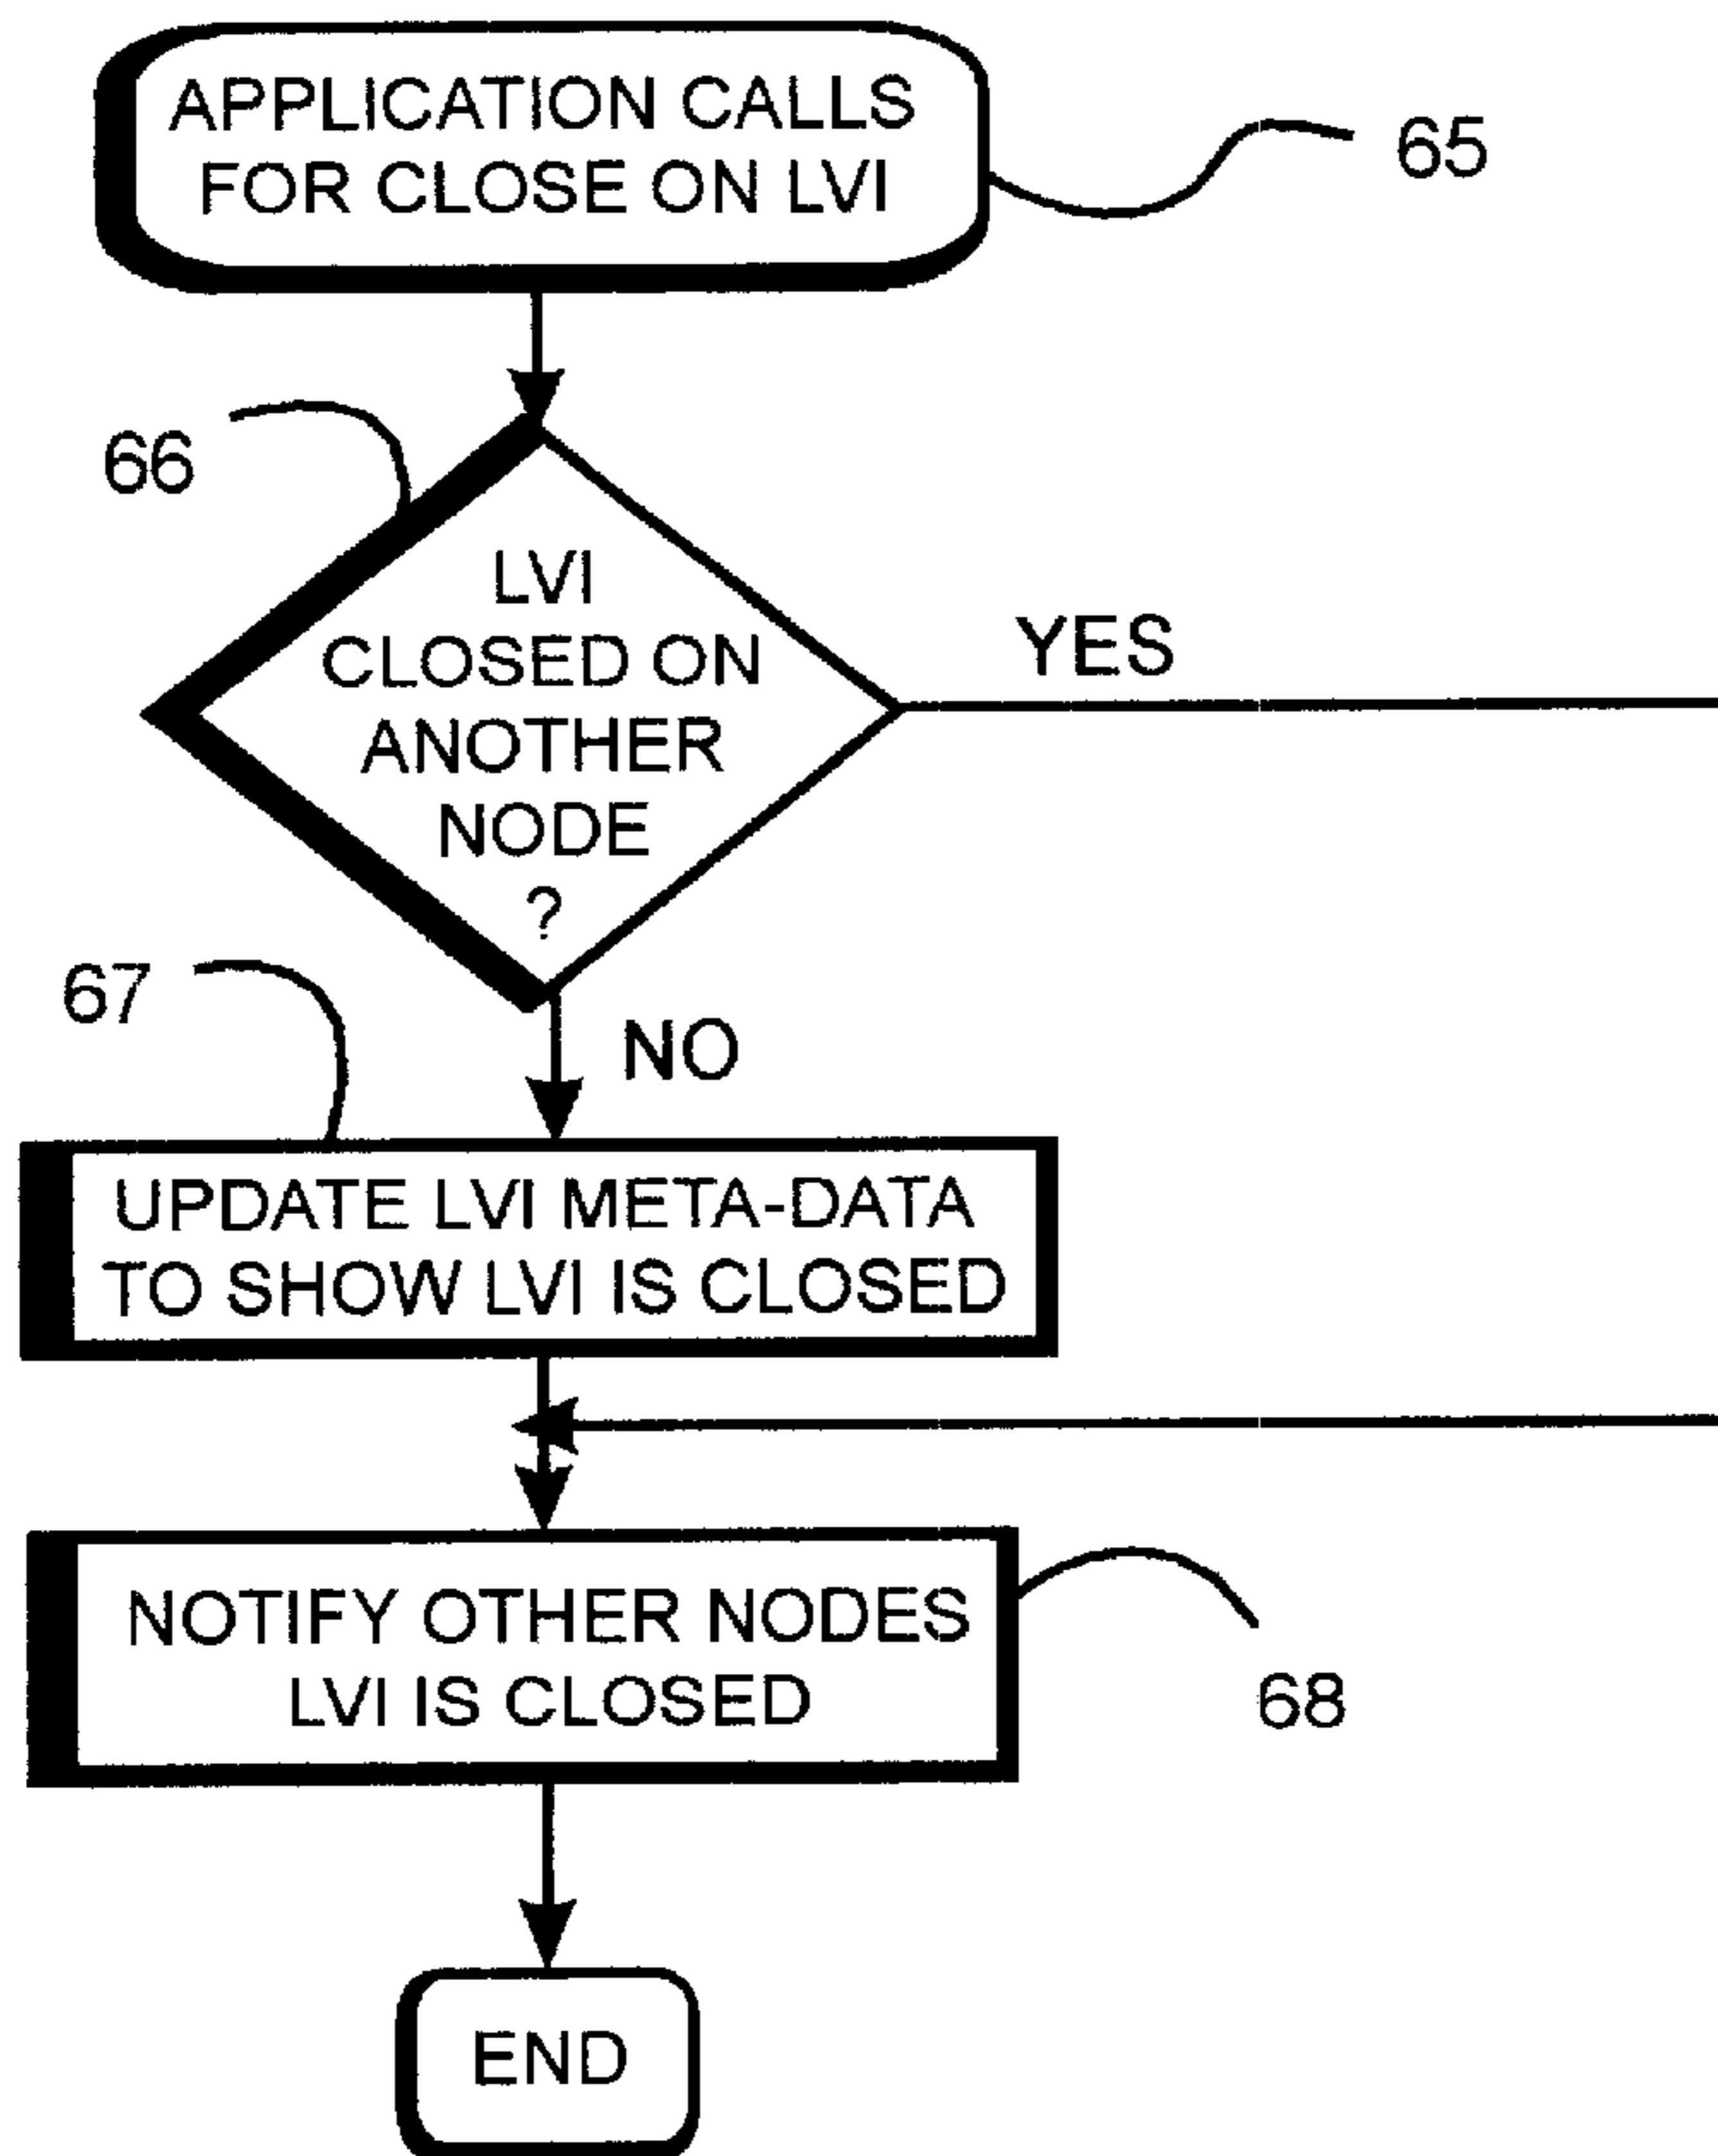 APPLICATION CALLS
FOR CLOSE ON LVI
65
66
LVI
CLOSED ON
ANOTHER
NODE
?
YES
67
NO
UPDATE LVI META-DATA
TO SHOW LVI IS CLOSED
NOTIFY OTHER NODES
LVI IS CLOSED
68
END